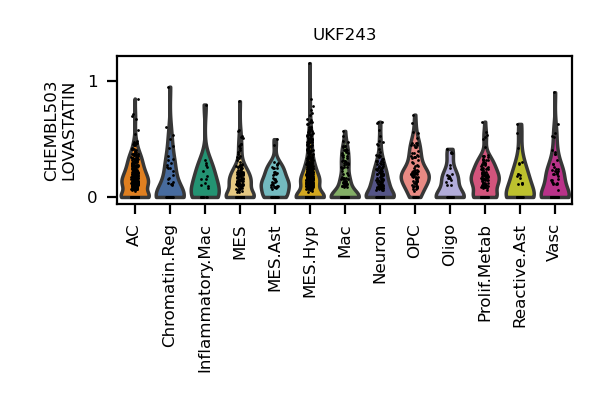 UKF243
CHEMBL503
LOVASTATIN
1
0
AC
Chromatin.Reg
Inflammatory.Mac
MES
MES.Ast
MES.Hyp
Mac
Neuron
OPC
Oligo
Prolif.Metab
Reactive.Ast
Vasc